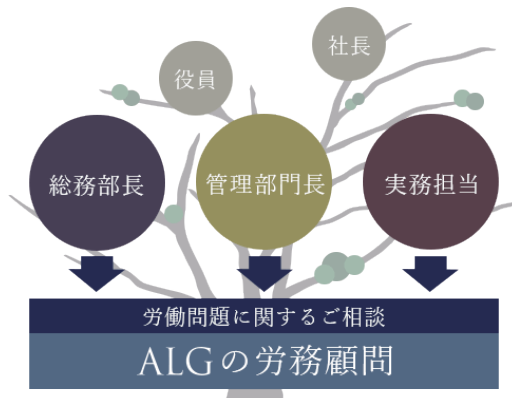 社長
役員
総務部長
管理部門長
実務担当
労働問題に関するご相談
ALGの労務顧問